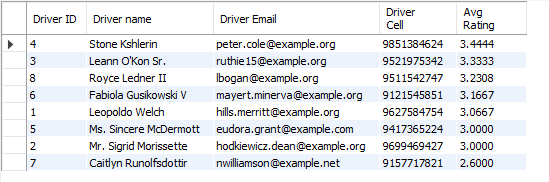 Driver ID Driver name Driver Email Driver Cell Avg Rating
4 Stone Kshlerin peter.cole@example.org 9851384624 3.4444
3 Leann O'Kon Sr. ruthie15@example.org 9521975342 3.3333
8 Royce Ledner II lbogan@example.org 9511542747 3.2308
6 Fabiola Gusikowski V mayert.minerva@example.org 9121545851 3.1667
1 Leopoldo Welch hills.merritt@example.org 9627584754 3.0667
5 Ms. Sincere McDermott eudora.grant@example.com 9417365224 3.0000
2 Mr. Sigrid Morissette hodkiewicz.dean@example.org 9699469427 3.0000
7 Caitlyn Runolfsdottir nwilliamson@example.net 9157717821 2.6000